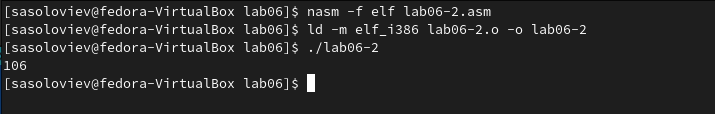 [sasoloviev@fedora-VirtualBox lab06]$ nasm -f elf lab06-2.asm
[sasoloviev@fedora-VirtualBox lab06]$ ld -m elf_i386 lab06-2.o -o lab06-2
[sasoloviev@fedora-VirtualBox lab06]$ ./lab06-2
106
[sasoloviev@fedora-VirtualBox lab06]$